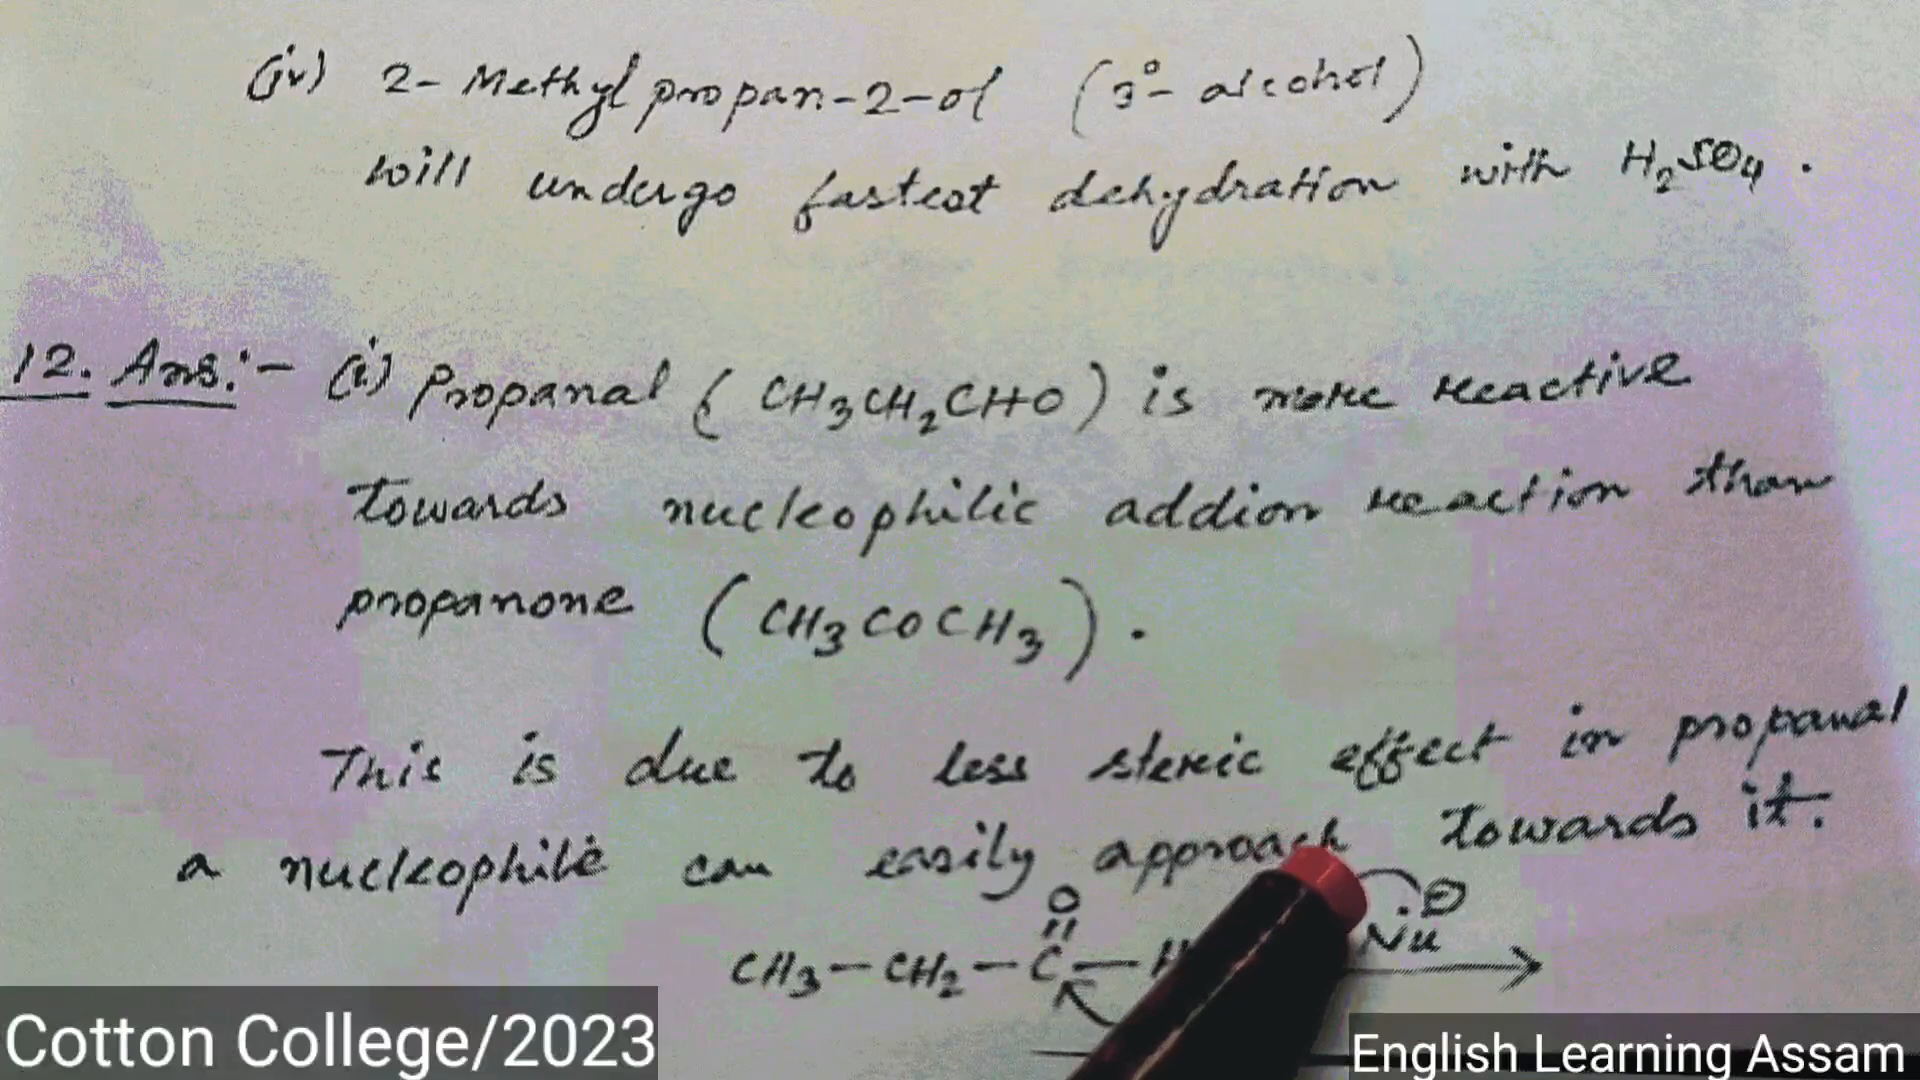 (iv) 2-Methylpropan-2-ol (3°-alcohol)
will undergo fastest dehydration with H₂SO₄.
12. Ans:- (i) Propanal (CH₃CH₂CHO) is more reactive
towards nucleophilic addion reaction than
propanone (CH₃COCH₃).
This is due to less steric effect in propanal
a nucleophile can easily approach towards it.
O
CH₃-CH₂-C-H Nu⊖
Cotton College/2023
English Learning Assam